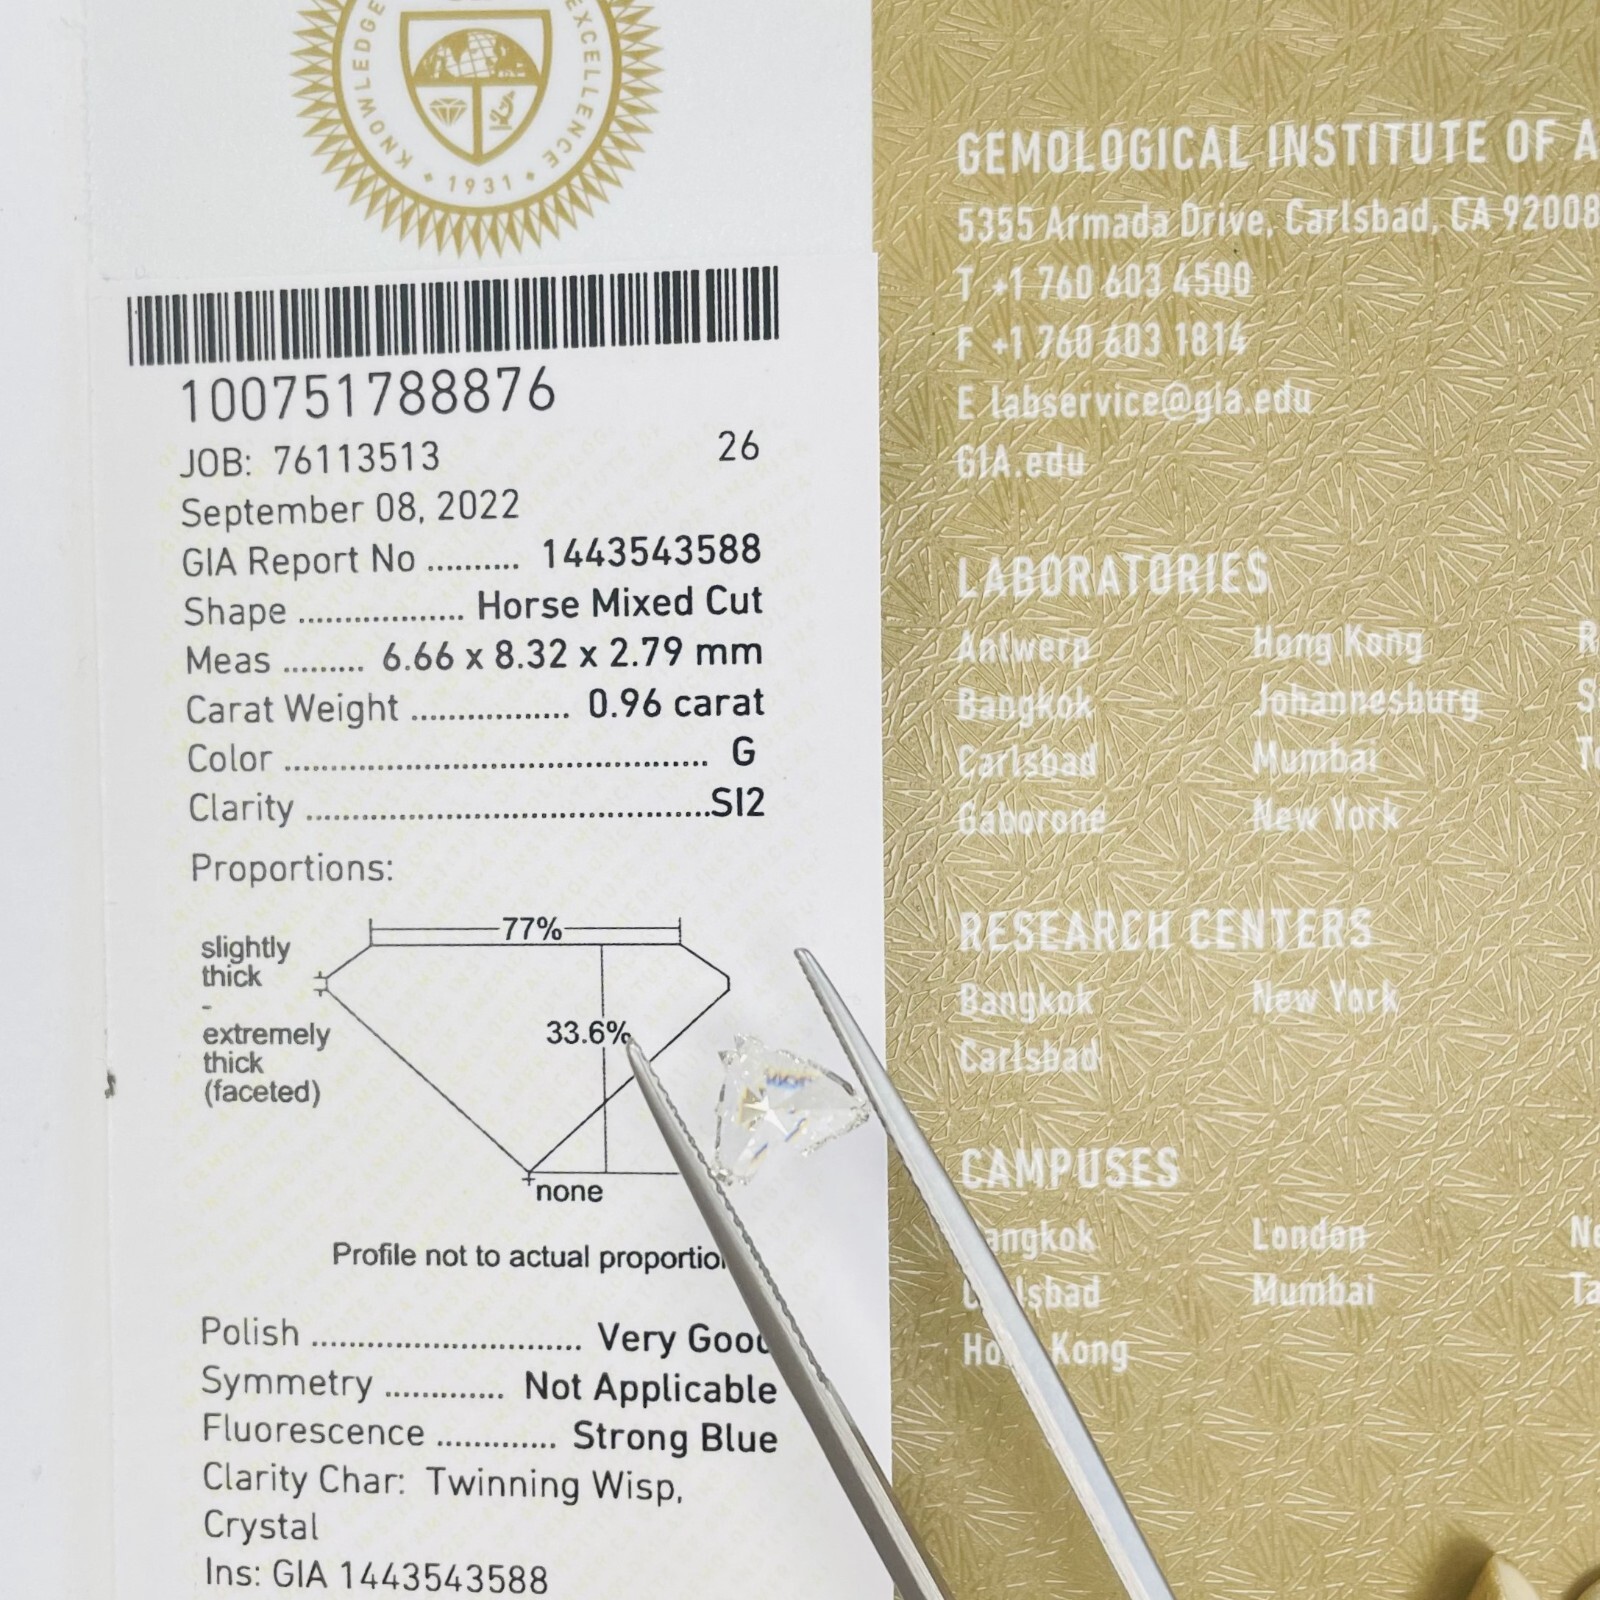 KNOWLEDGE
EXCELLENCE
1931
100751788876
JOB: 76113513 26
September 08, 2022
GIA Report No .......... 1443543588
Shape ................... Horse Mixed Cut
Meas ......... 6.66 x 8.32 x 2.79 mm
Carat Weight ................. 0.96 carat
Color ............................................. G
Clarity ...........................................SI2
Proportions:
77%
slightly
thick
-
extremely
thick
(faceted)
33.6%
none
Profile not to actual
Polish ............................. Very Good
Symmetry ............. Not Applicable
Fluorescence ............. Strong Blue
Clarity Char: Twinning Wisp,
Crystal
Ins: GIA 1443543588
GEMOLOGICAL INSTITUTE OF
5355 Armada Drive, Carlsbad, CA 92008
T +1 760 603 4500
F +1 760 603 1814
E labservice@gia.edu
GIA.edu
LABORATORIES
Antwerp Hong Kong
Bangkok Johannesburg
Carlsbad Mumbai
Gaborone New York
RESEARCH CENTERS
Bangkok New York
Carlsbad
CAMPUSES
Bangkok London
Carlsbad Mumbai
Hong Kong